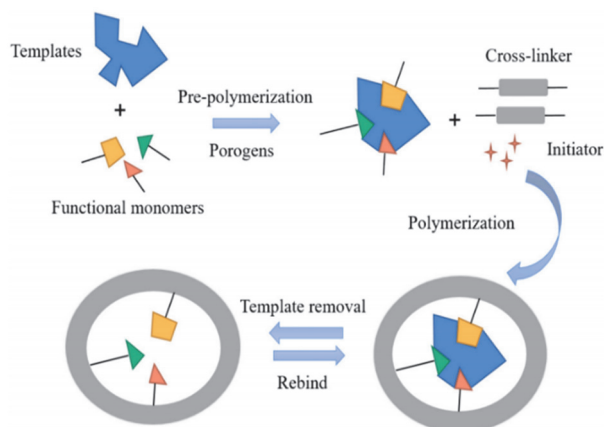 Templates
+
Functional monomers
Pre-polymerization
Porogens
+
Cross-linker
Initiator
Polymerization
Template removal
Rebind